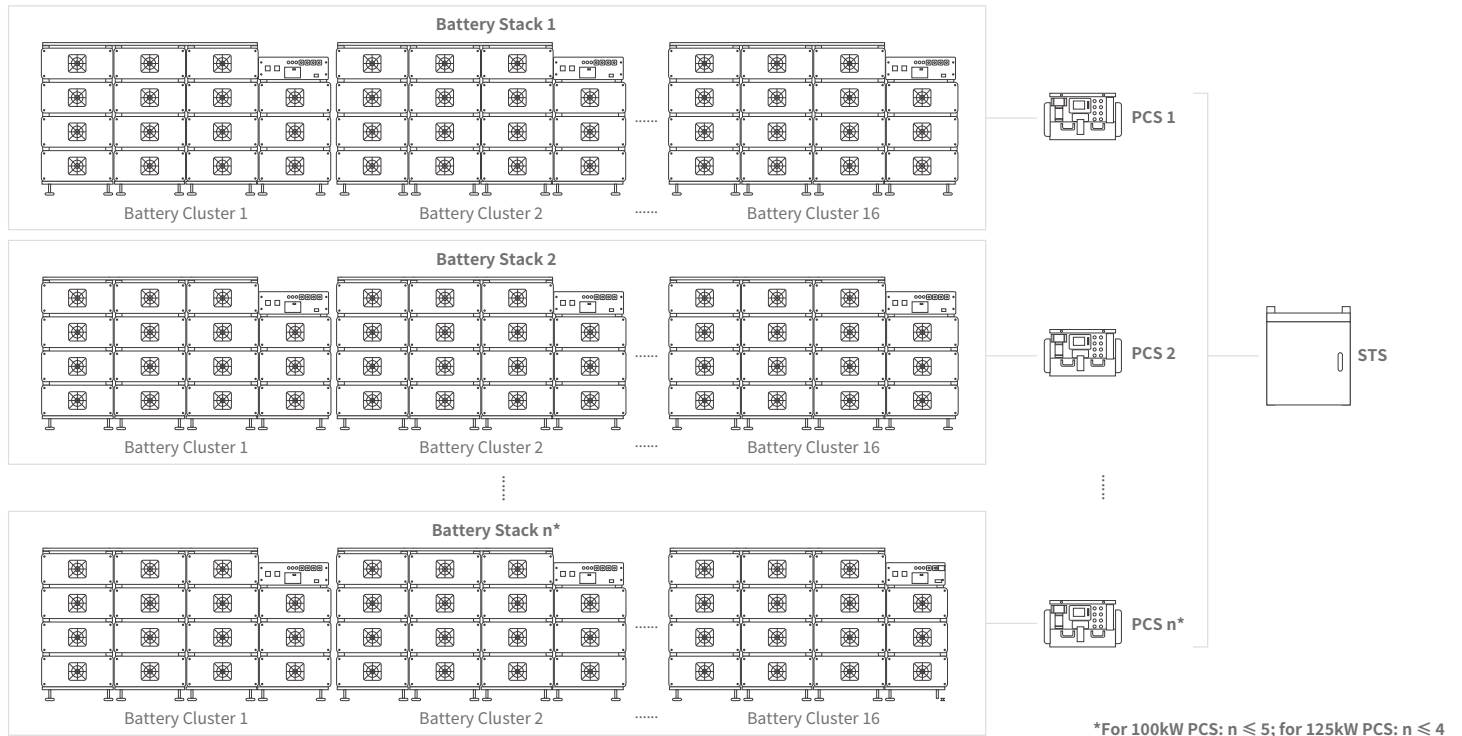 Battery Stack 1
......
Battery Cluster 1
Battery Cluster 2
......
Battery Cluster 16
PCS 1
Battery Stack 2
......
Battery Cluster 1
Battery Cluster 2
......
Battery Cluster 16
PCS 2
STS
Battery Stack n*
......
Battery Cluster 1
Battery Cluster 2
......
Battery Cluster 16
PCS n*
*For 100kW PCS: n ⩽ 5; for 125kW PCS: n ⩽ 4